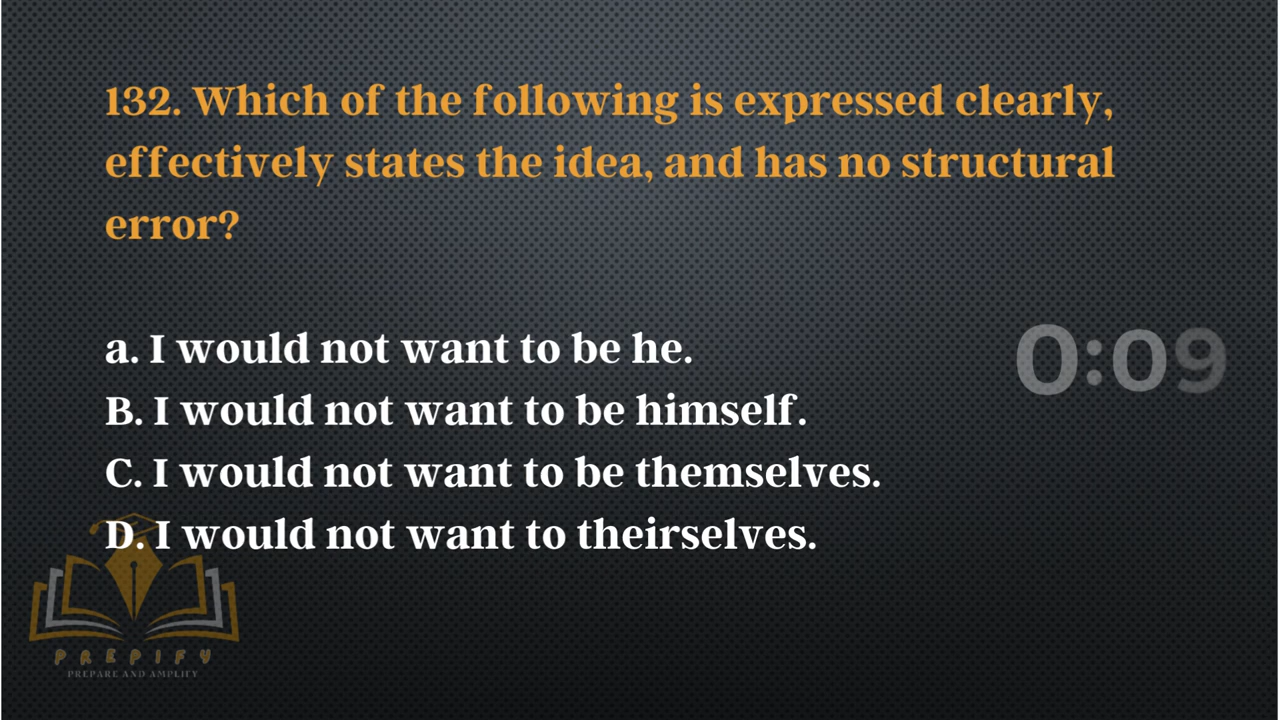 132. Which of the following is expressed clearly,
effectively states the idea, and has no structural
error?
a. I would not want to be he.
0:09
B. I would not want to be himself.
C. I would not want to be themselves.
D. I would not want to theirselves.
PREPIFY
PREPARE AND AMPLIFY